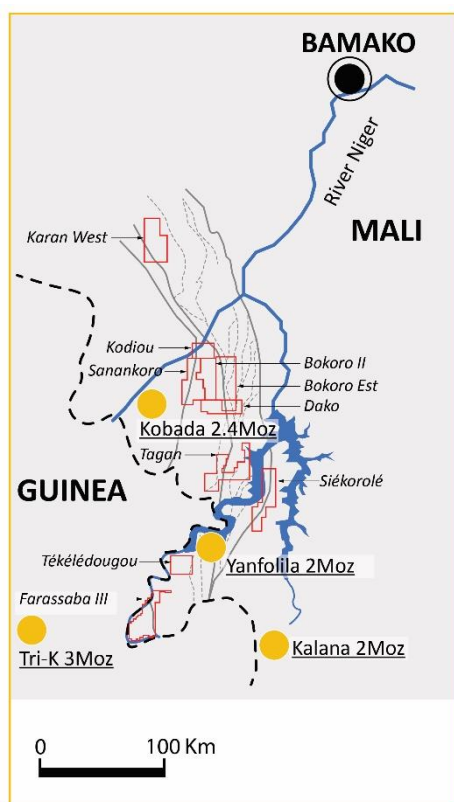 BAMAKO
River Niger
MALI
Karan West
Kodiou
Bokoro II
Sanankoro
Bokoro Est
Dako
Kobada 2.4Moz
Tagan
Siékorolé
GUINEA
Tékélédougou
Yanfolila 2Moz
Farassaba III
Tri-K 3Moz
Kalana 2Moz
0 100 Km